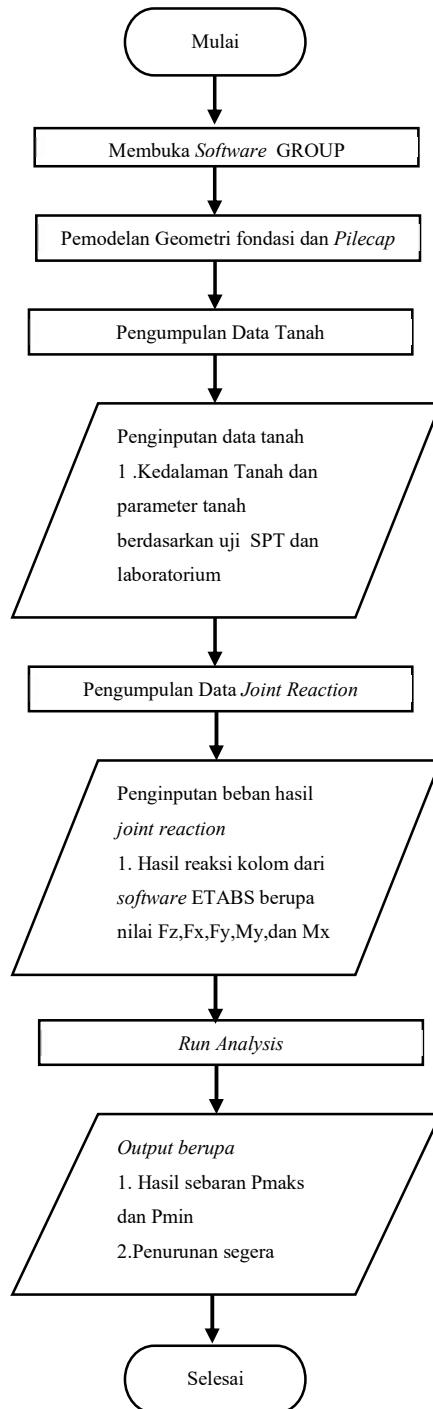 Mulai
Membuka Software GROUP
Pemodelan Geometri fondasi dan Pilecap
Pengumpulan Data Tanah
Penginputan data tanah
1 .Kedalaman Tanah dan
parameter tanah
berdasarkan uji SPT dan
laboratorium
Pengumpulan Data Joint Reaction
Penginputan beban hasil
joint reaction
1. Hasil reaksi kolom dari
software ETABS berupa
nilai Fz,Fx,Fy,My,dan Mx
Run Analysis
Output berupa
1. Hasil sebaran Pmaks
dan Pmin
2.Penurunan segera
Selesai